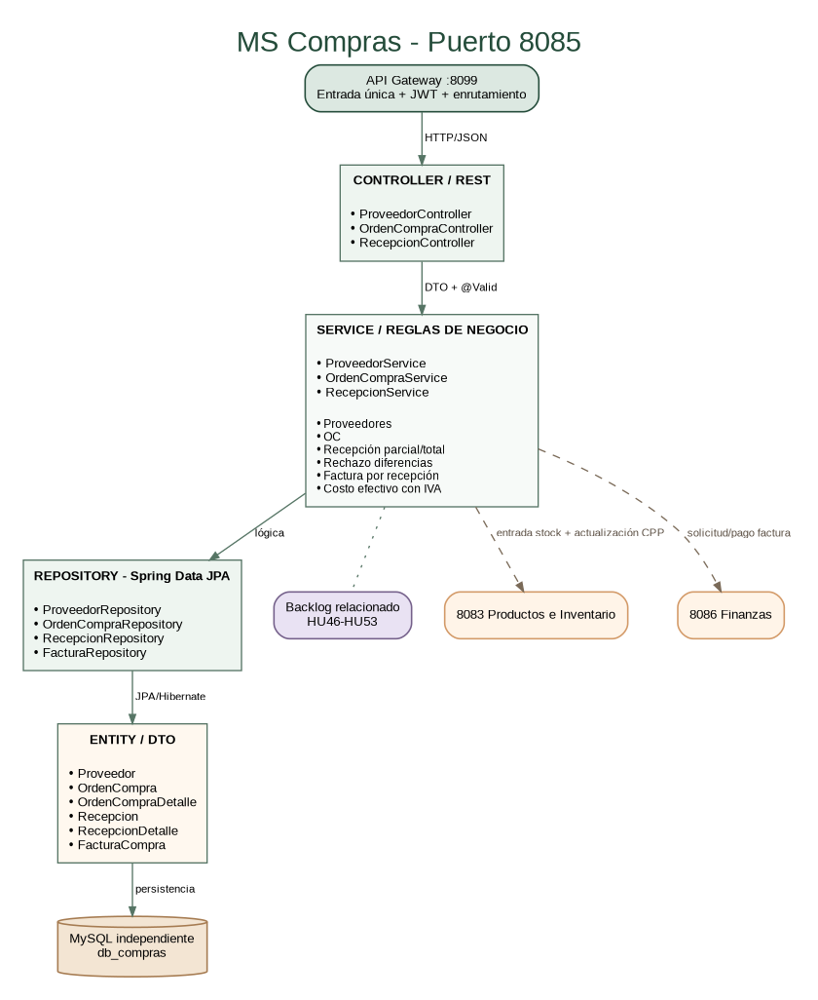 MS Compras - Puerto 8085
API Gateway :8099
Entrada única + JWT + enrutamiento
HTTP/JSON
CONTROLLER / REST
• ProveedorController
• OrdenCompraController
• RecepcionController
DTO + @Valid
SERVICE / REGLAS DE NEGOCIO
• ProveedorService
• OrdenCompraService
• RecepcionService
• Proveedores
• OC
• Recepción parcial/total
• Rechazo diferencias
• Factura por recepción
• Costo efectivo con IVA
lógica
entrada stock + actualización CPP
solicitud/pago factura
REPOSITORY - Spring Data JPA
• ProveedorRepository
• OrdenCompraRepository
• RecepcionRepository
• FacturaRepository
Backlog relacionado
HU46-HU53
8083 Productos e Inventario
8086 Finanzas
JPA/Hibernate
ENTITY / DTO
• Proveedor
• OrdenCompra
• OrdenCompraDetalle
• Recepcion
• RecepcionDetalle
• FacturaCompra
persistencia
MySQL independiente
db_compras